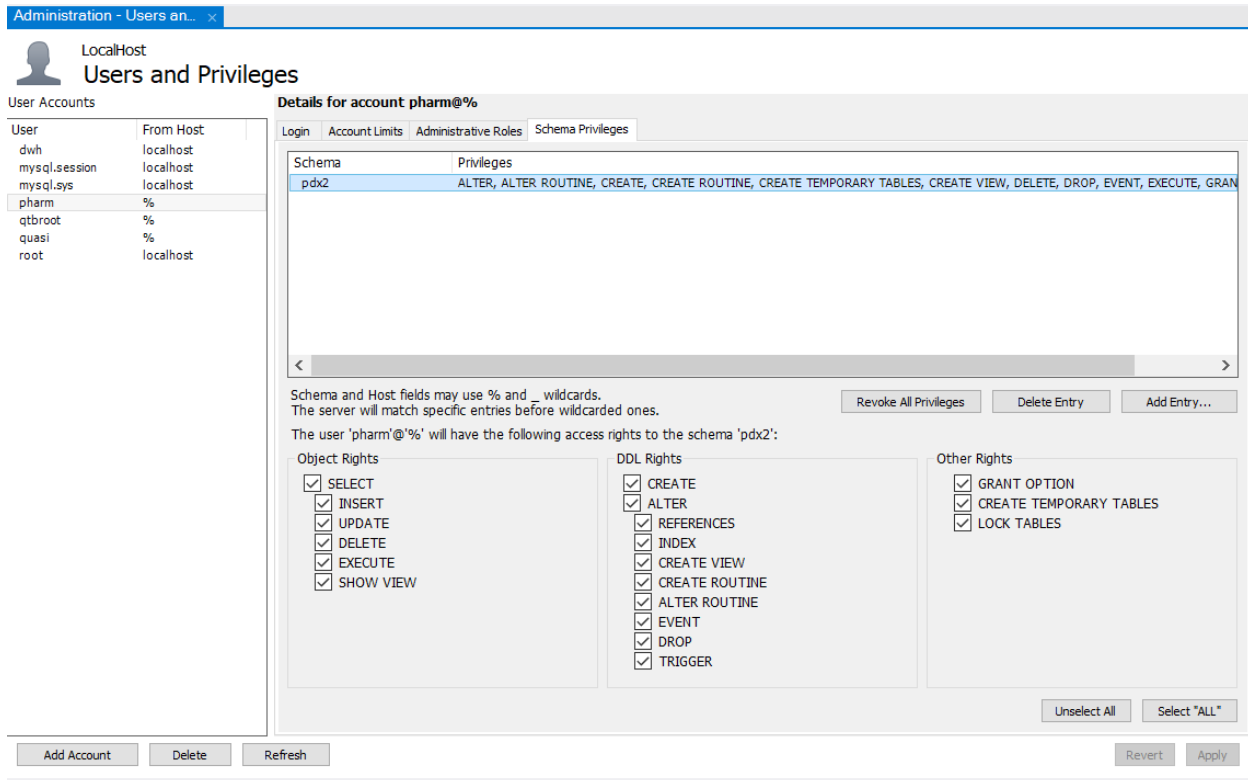 Administration - Users an... ×
LocalHost
Users and Privileges
User Accounts
User From Host
dwh localhost
mysql.session localhost
mysql.sys localhost
pharm %
qtbroot %
quasi %
root localhost
Details for account pharm@%
Login Account Limits Administrative Roles Schema Privileges
Schema Privileges
pdx2 ALTER, ALTER ROUTINE, CREATE, CREATE ROUTINE, CREATE TEMPORARY TABLES, CREATE VIEW, DELETE, DROP, EVENT, EXECUTE, GRAN
Schema and Host fields may use % and _ wildcards.
The server will match specific entries before wildcarded ones.
Revoke All Privileges Delete Entry Add Entry...
The user 'pharm'@'%' will have the following access rights to the schema 'pdx2':
Object Rights
SELECT
INSERT
UPDATE
DELETE
EXECUTE
SHOW VIEW
DDL Rights
CREATE
ALTER
REFERENCES
INDEX
CREATE VIEW
CREATE ROUTINE
ALTER ROUTINE
EVENT
DROP
TRIGGER
Other Rights
GRANT OPTION
CREATE TEMPORARY TABLES
LOCK TABLES
Unselect All Select "ALL"
Add Account Delete Refresh Revert Apply